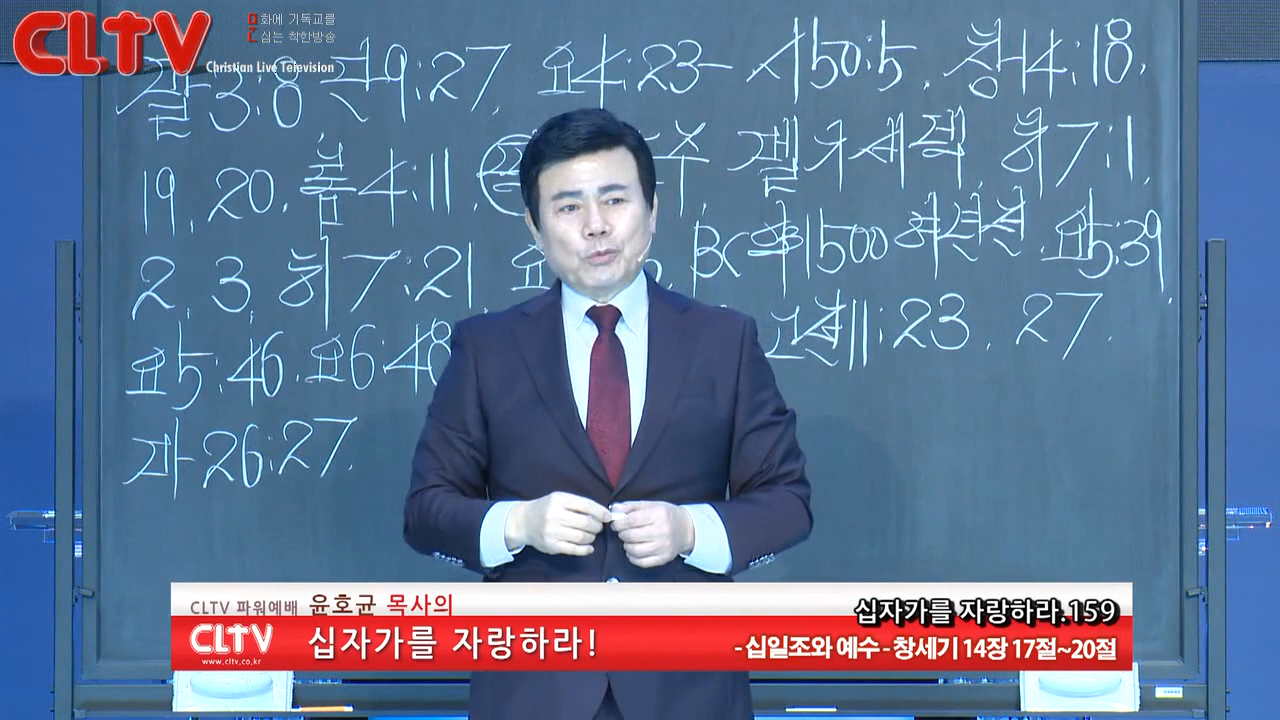 CLTV
문화에 기독교를
심는 착한방송
Christian Live Television
갈3:8 전9:27, 요4:23- 시50:5, 창14:18,
19, 20, 롬4:11, 주 멜기세덱 히7:1,
2, 3, 히7:21, BC 1500 여선선 요5:39,
요5:46, 요6:48 고전11:23, 27,
마26:27,
CLTV 파워예배 윤호균 목사의
십자가를 자랑하라.159
CLTV
www.cltv.co.kr
십자가를 자랑하라!
- 십일조와 예수 - 창세기 14장 17절~20절